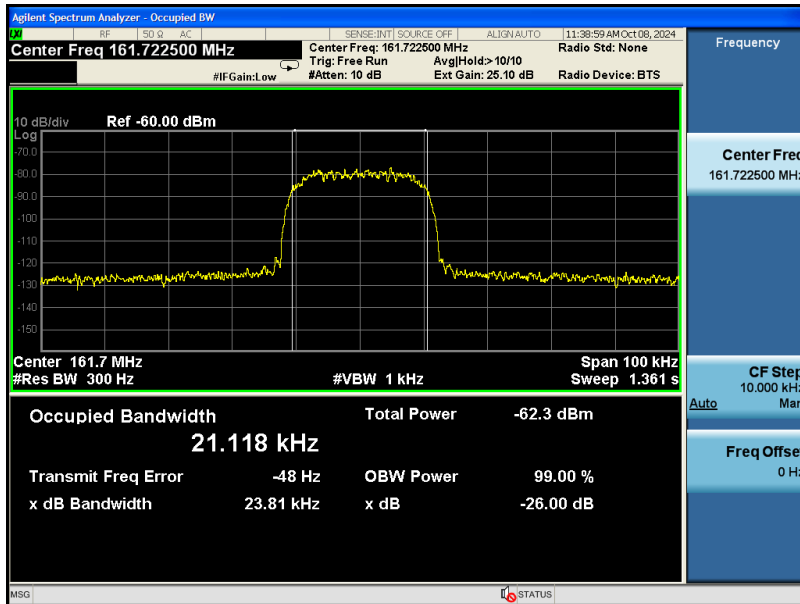 Agilent Spectrum Analyzer - Occupied BW
LXI RF 50 Ω AC SENSE:INT SOURCE OFF ALIGN AUTO 11:38:59 AM Oct 08, 2024
Center Freq 161.722500 MHz
Center Freq: 161.722500 MHz Radio Std: None
Trig: Free Run Avg|Hold:>10/10
#IFGain:Low #Atten: 10 dB Ext Gain: 25.10 dB Radio Device: BTS
10 dB/div Ref -60.00 dBm
Log
-70.0
-80.0
-90.0
-100
-110
-120
-130
-140
-150
Center 161.7 MHz Span 100 kHz
#Res BW 300 Hz #VBW 1 kHz Sweep 1.361 s
Occupied Bandwidth Total Power -62.3 dBm
21.118 kHz
Transmit Freq Error -48 Hz OBW Power 99.00 %
x dB Bandwidth 23.81 kHz x dB -26.00 dB
MSG STATUS
Frequency
Center Freq
161.722500 MHz
CF Step
10.000 kHz
Auto Man
Freq Offset
0 Hz